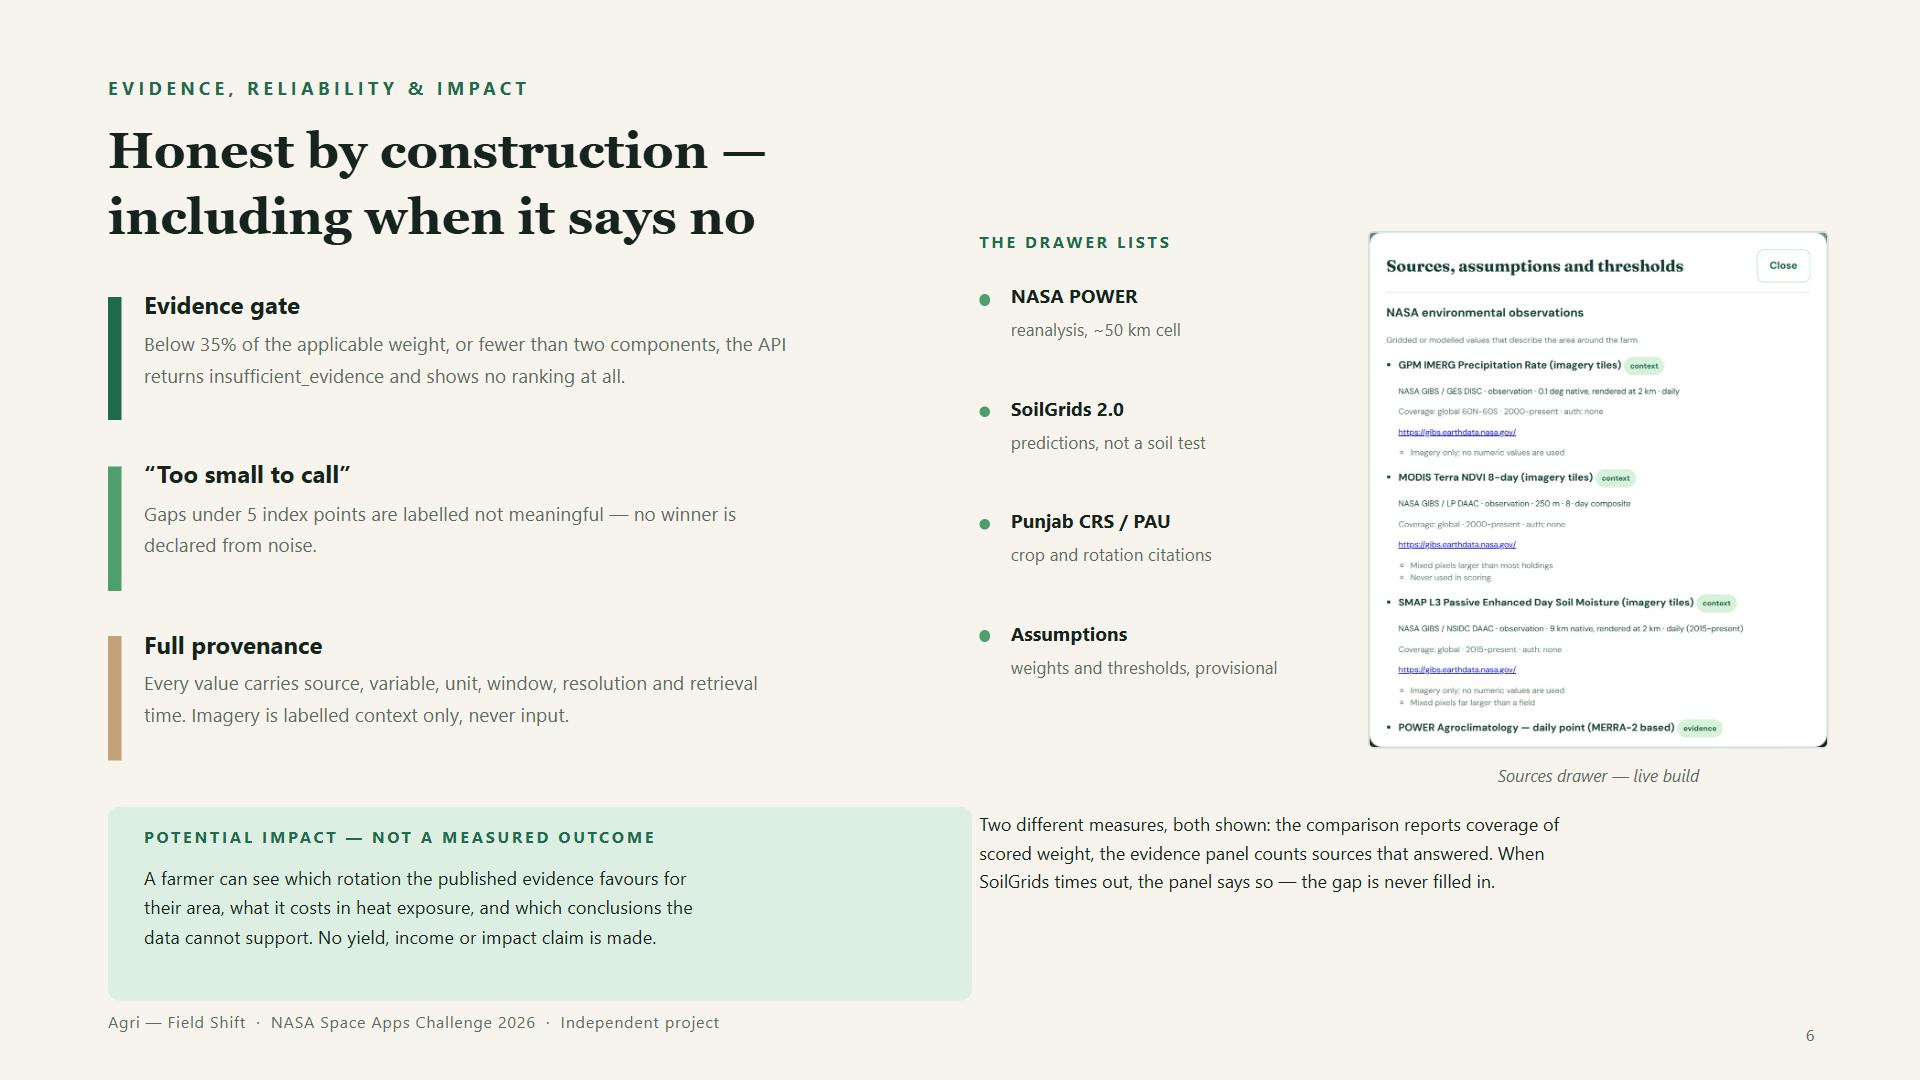 EVIDENCE, RELIABILITY & IMPACT
Honest by construction —
including when it says no
Evidence gate
Below 35% of the applicable weight, or fewer than two components, the API
returns insufficient_evidence and shows no ranking at all.
“Too small to call”
Gaps under 5 index points are labelled not meaningful — no winner is
declared from noise.
Full provenance
Every value carries source, variable, unit, window, resolution and retrieval
time. Imagery is labelled context only, never input.
THE DRAWER LISTS
NASA POWER
reanalysis, ~50 km cell
SoilGrids 2.0
predictions, not a soil test
Punjab CRS / PAU
crop and rotation citations
Assumptions
weights and thresholds, provisional
Sources, assumptions and thresholds
Close
NASA environmental observations
Gridded or modelled values that describe the area around the farm.
• GPM IMERG Precipitation Rate (imagery tiles) context
NASA GIBS / GES DISC · observation · 0.1 deg native, rendered at 2 km · daily
Coverage: global 60N-60S · 2000-present · auth: none
https://gibs.earthdata.nasa.gov/
Imagery only; no numeric values are used
• MODIS Terra NDVI 8-day (imagery tiles) context
NASA GIBS / LP DAAC · observation · 250 m · 8-day composite
Coverage: global · 2000-present · auth: none
https://gibs.earthdata.nasa.gov/
Mixed pixels larger than most holdings
Never used in scoring
• SMAP L3 Passive Enhanced Day Soil Moisture (imagery tiles) context
NASA GIBS / NSIDC DAAC · observation · 9 km native, rendered at 2 km · daily (2015-present)
Coverage: global · 2015-present · auth: none
https://gibs.earthdata.nasa.gov/
Imagery only; no numeric values are used
Mixed pixels far larger than a field
• POWER Agroclimatology — daily point (MERRA-2 based) evidence
Sources drawer — live build
POTENTIAL IMPACT — NOT A MEASURED OUTCOME
A farmer can see which rotation the published evidence favours for
their area, what it costs in heat exposure, and which conclusions the
data cannot support. No yield, income or impact claim is made.
Two different measures, both shown: the comparison reports coverage of
scored weight, the evidence panel counts sources that answered. When
SoilGrids times out, the panel says so — the gap is never filled in.
Agri — Field Shift · NASA Space Apps Challenge 2026 · Independent project
6